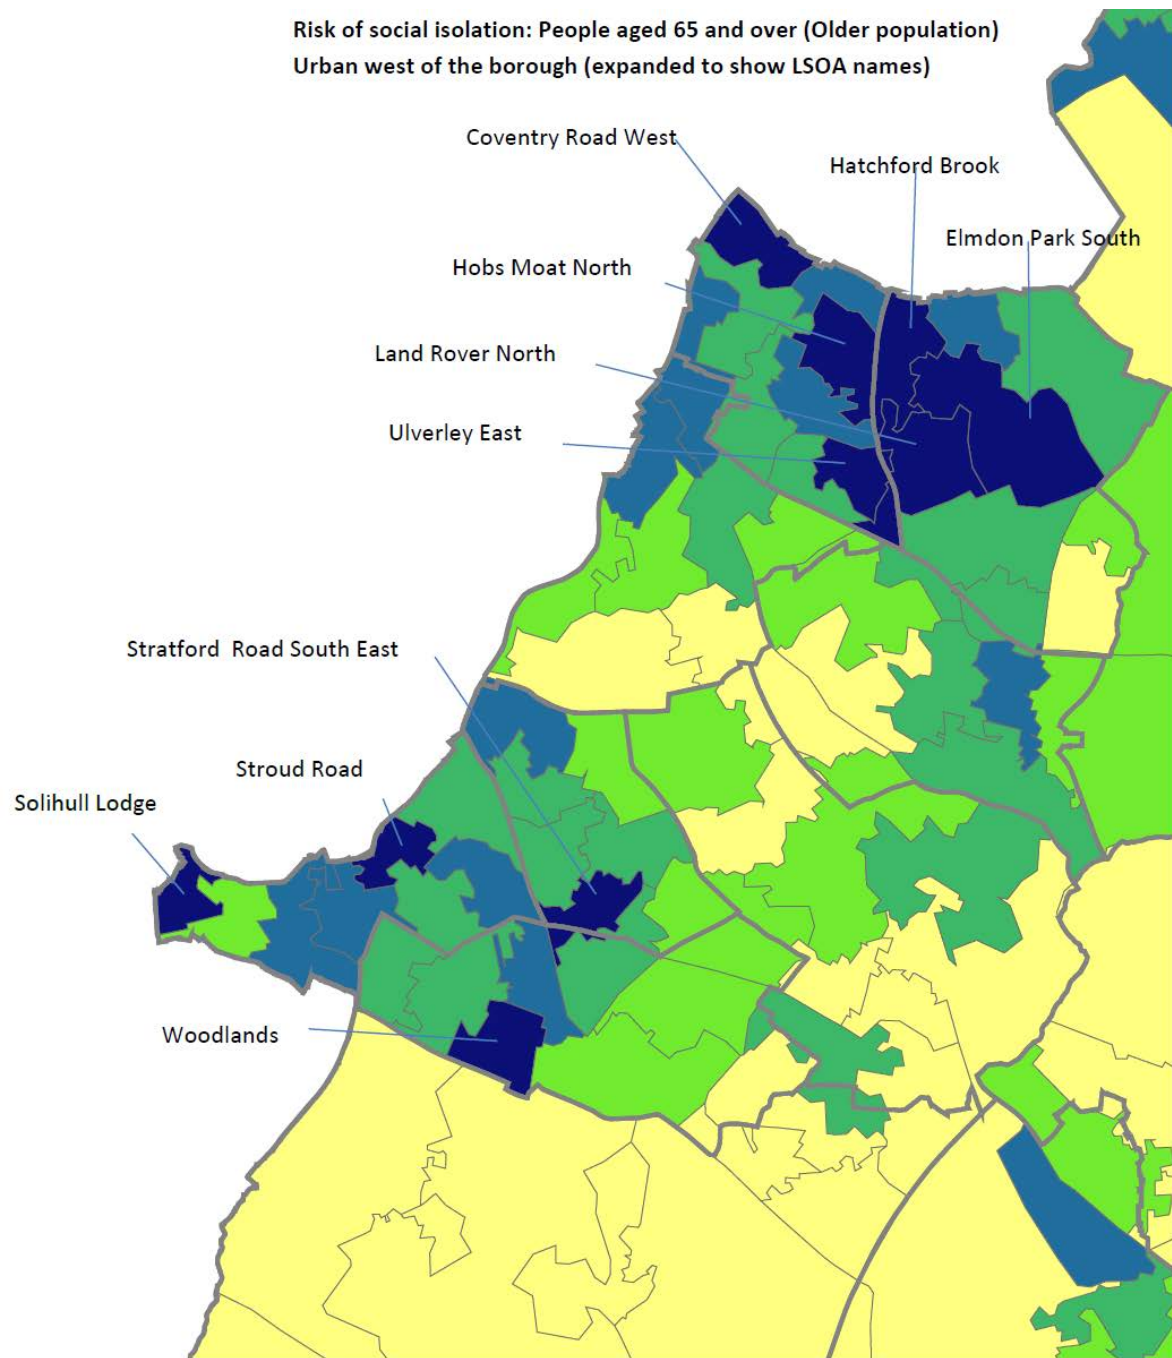 Risk of social isolation: People aged 65 and over (Older population)
Urban west of the borough (expanded to show LSOA names)
Coventry Road West
Hatchford Brook
Elmdon Park South
Hobs Moat North
Land Rover North
Ulverley East
Stratford  Road South East
Stroud Road
Solihull Lodge
Woodlands